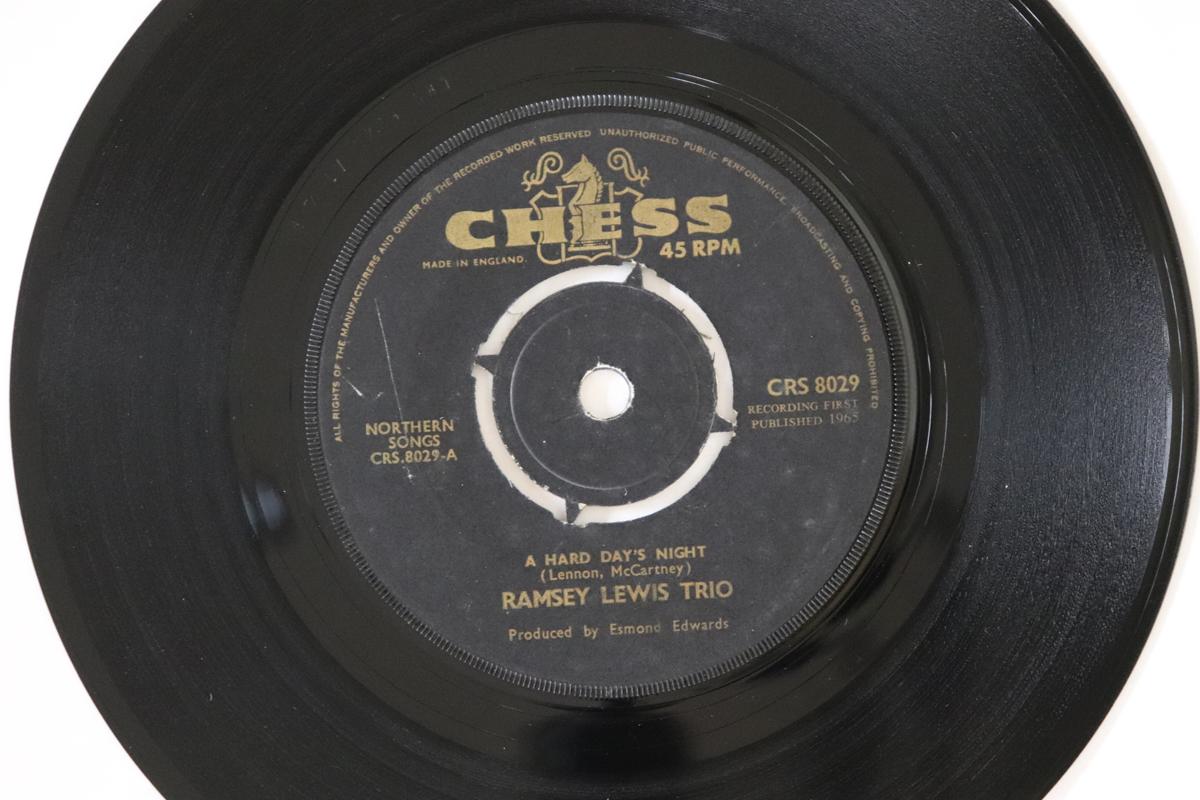 ALL RIGHTS OF THE MANUFACTURERS AND OWNER OF THE RECORDED WORK RESERVED UNAUTHORIZED PUBLIC PERFORMANCE, BROADCASTING AND COPYING PROHIBITED
CHESS
45 RPM
MADE IN ENGLAND.
CRS 8029
RECORDING FIRST
PUBLISHED 1965
NORTHERN
SONGS
CRS.8029-A
A HARD DAY'S NIGHT
(Lennon, McCartney)
RAMSEY LEWIS TRIO
Produced by Esmond Edwards